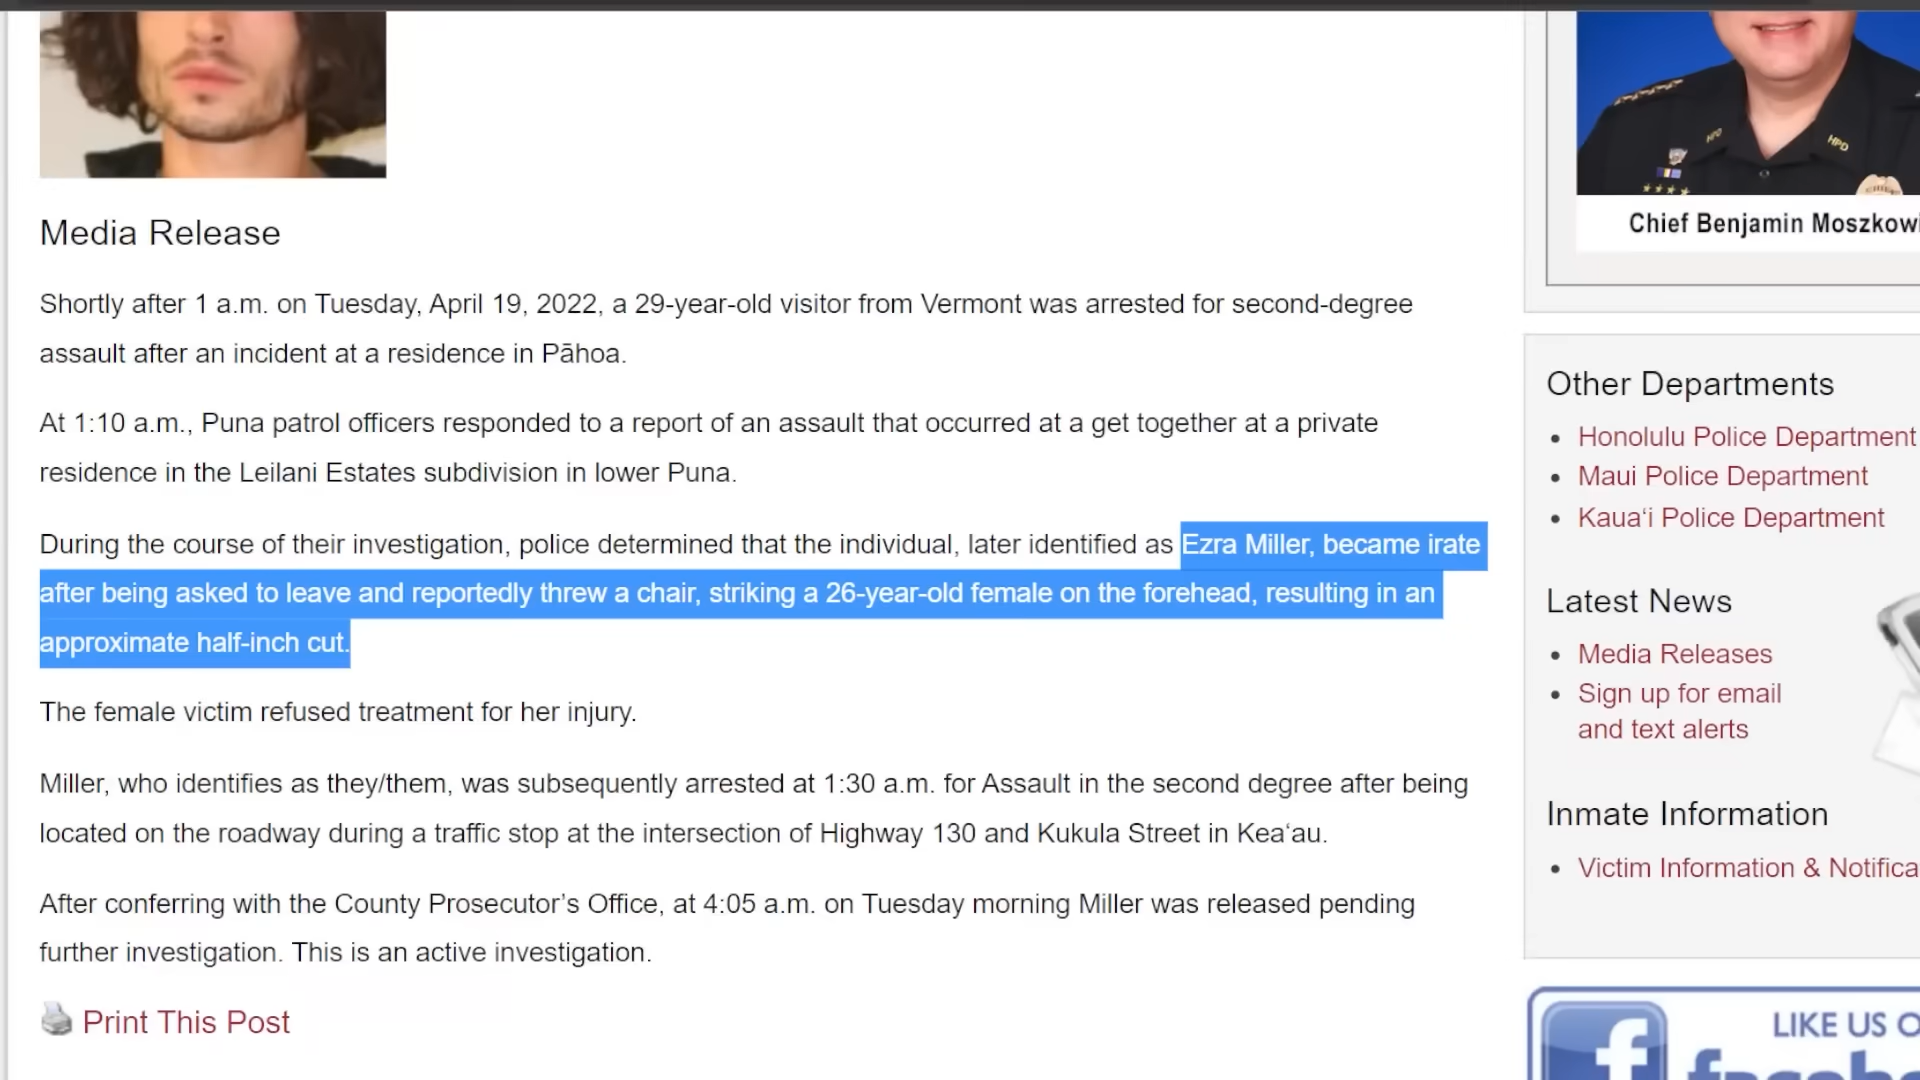 HPD
HPD
Chief Benjamin Moszkow
Media Release
Shortly after 1 a.m. on Tuesday, April 19, 2022, a 29-year-old visitor from Vermont was arrested for second-degree
assault after an incident at a residence in Pāhoa.
At 1:10 a.m., Puna patrol officers responded to a report of an assault that occurred at a get together at a private
residence in the Leilani Estates subdivision in lower Puna.
During the course of their investigation, police determined that the individual, later identified as Ezra Miller, became irate
after being asked to leave and reportedly threw a chair, striking a 26-year-old female on the forehead, resulting in an
approximate half-inch cut.
The female victim refused treatment for her injury.
Miller, who identifies as they/them, was subsequently arrested at 1:30 a.m. for Assault in the second degree after being
located on the roadway during a traffic stop at the intersection of Highway 130 and Kukula Street in Keaʻau.
After conferring with the County Prosecutor’s Office, at 4:05 a.m. on Tuesday morning Miller was released pending
further investigation. This is an active investigation.
Print This Post
Other Departments
Honolulu Police Department
Maui Police Department
Kauaʻi Police Department
Latest News
Media Releases
Sign up for email
and text alerts
Inmate Information
Victim Information & Notifica
LIKE US O